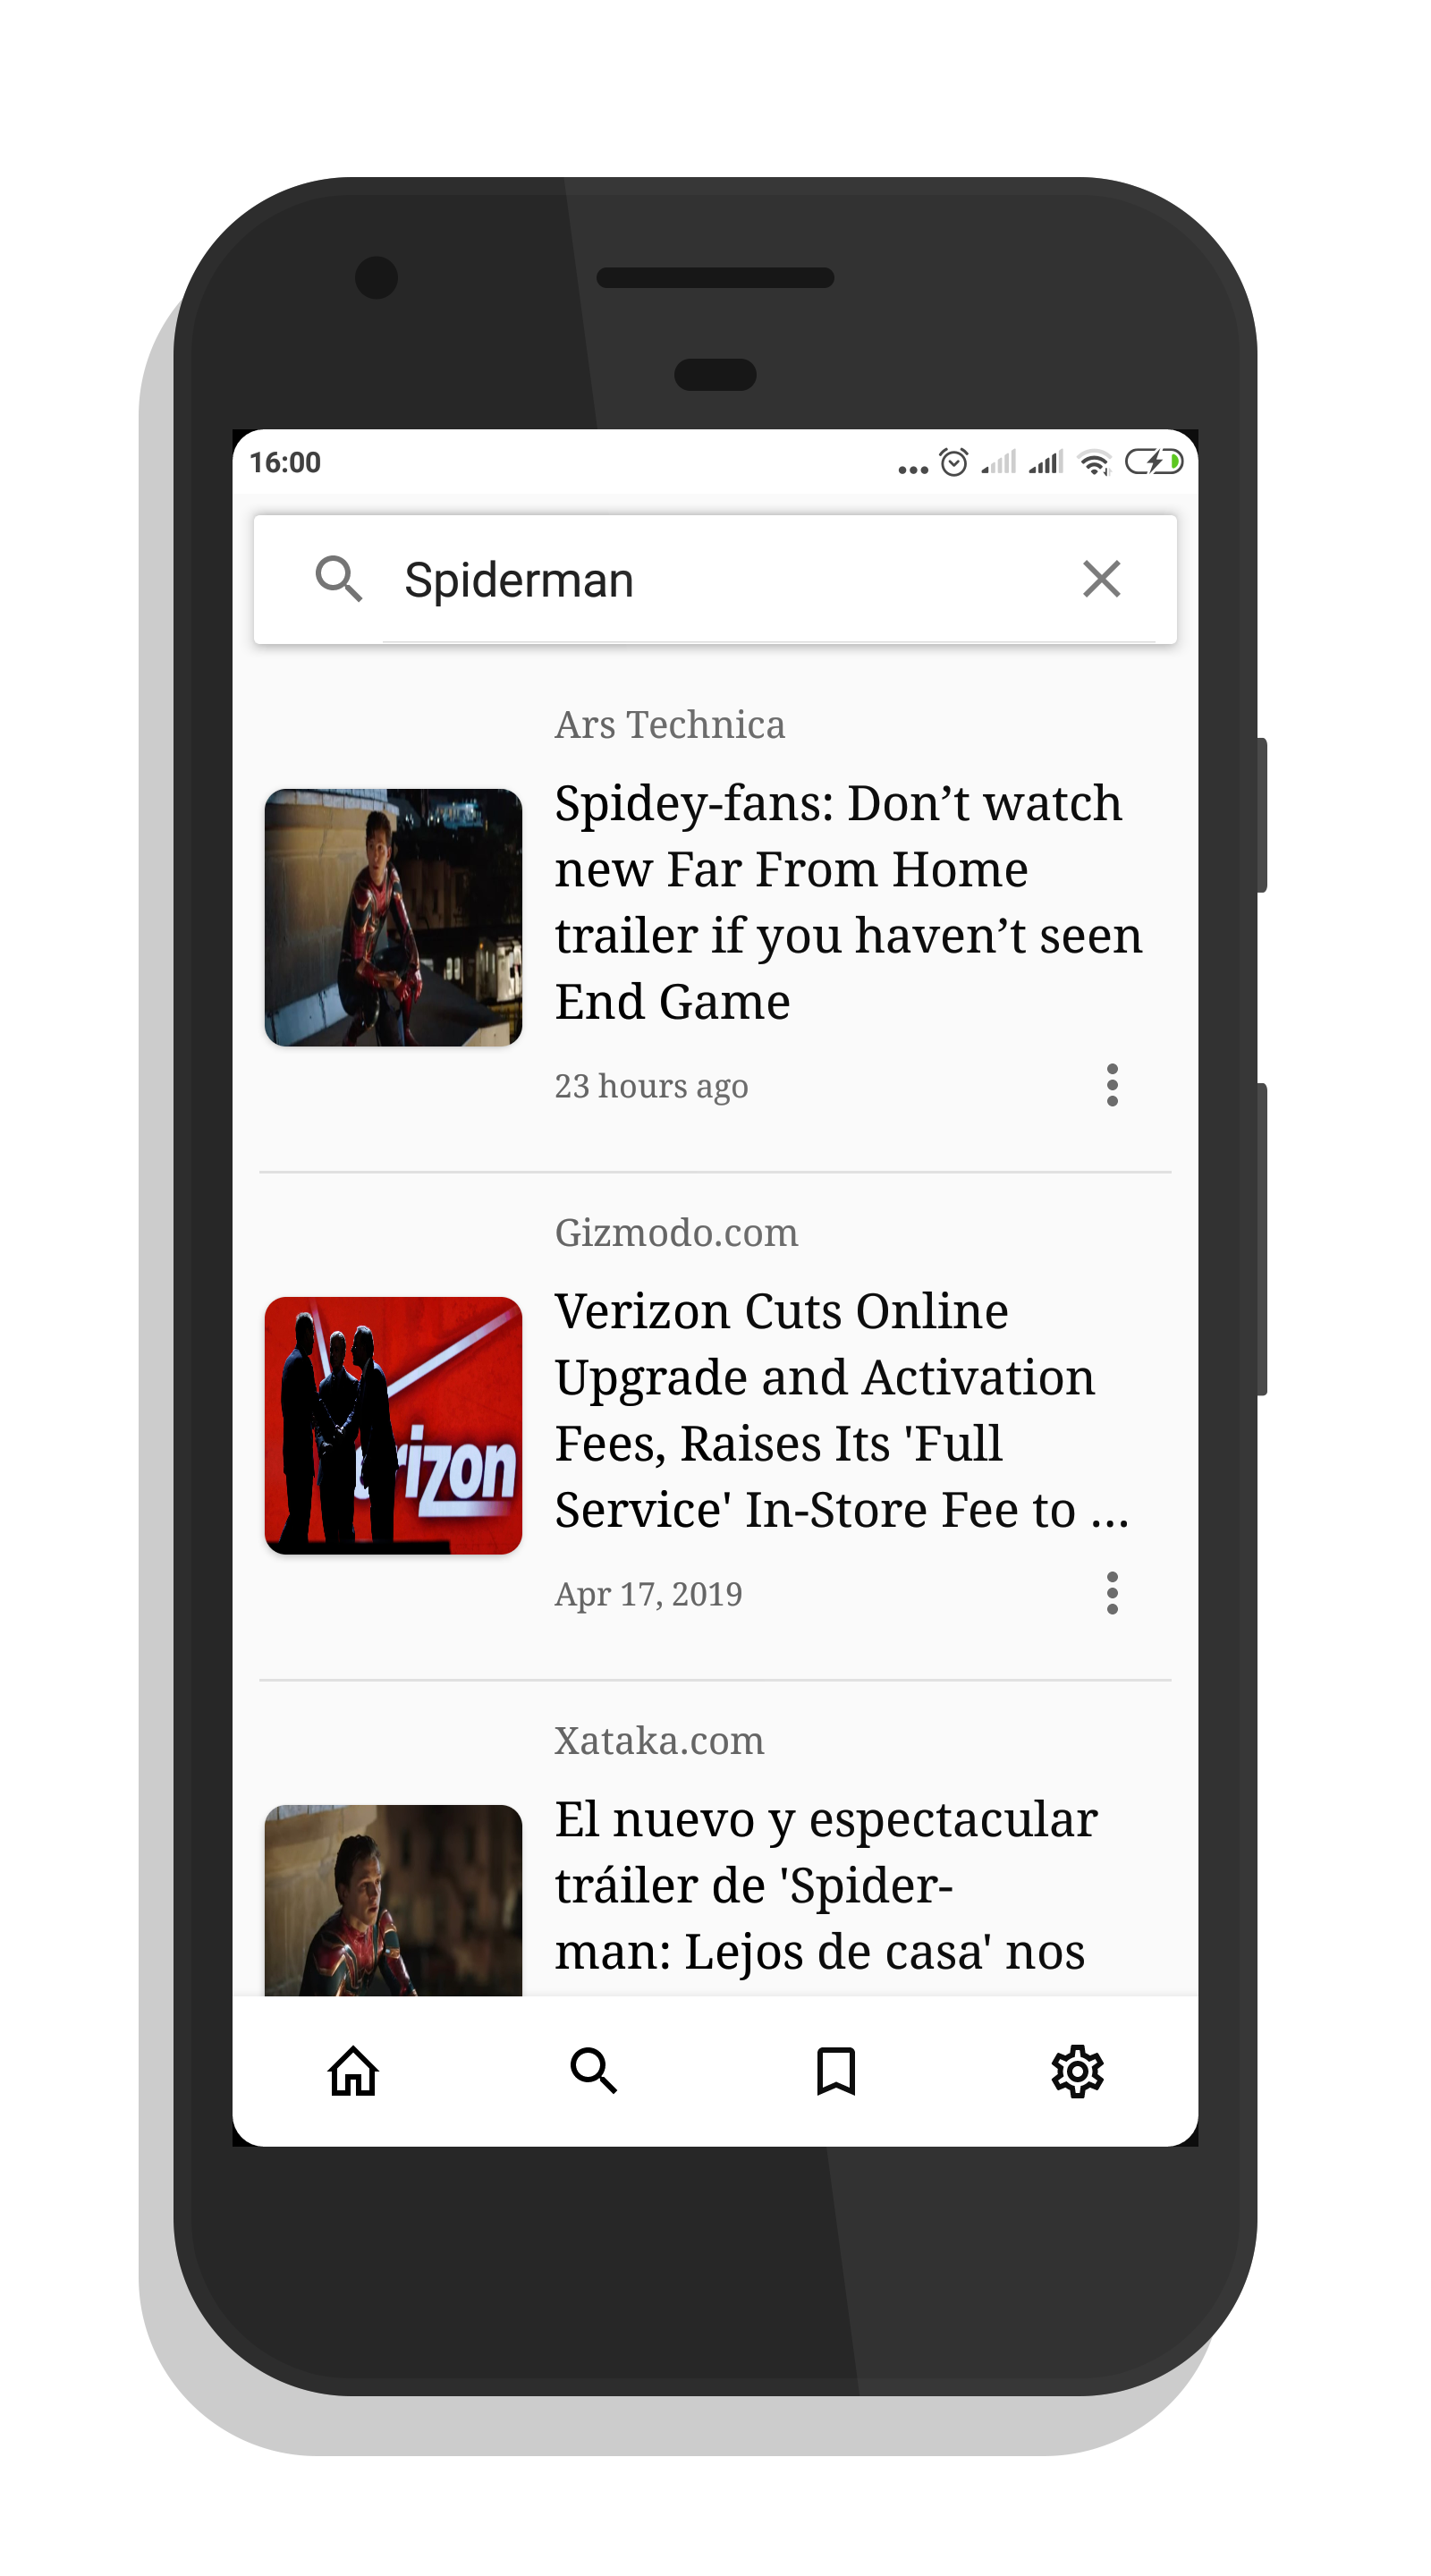 16:00
Spiderman
Ars Technica
Spidey-fans: Don’t watch
new Far From Home
trailer if you haven’t seen
End Game
23 hours ago
Gizmodo.com
rizon
Verizon Cuts Online
Upgrade and Activation
Fees, Raises Its 'Full
Service' In-Store Fee to ...
Apr 17, 2019
Xataka.com
El nuevo y espectacular
tráiler de 'Spider-
man: Lejos de casa' nos